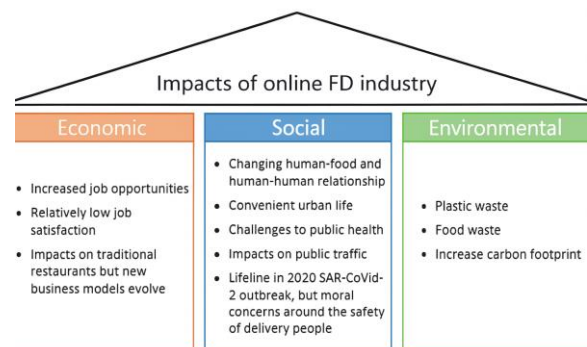 Impacts of online FD industry
Economic
• Increased job opportunities
• Relatively low job
satisfaction
• Impacts on traditional
restaurants but new
business models evolve
Social
• Changing human-food and
human-human relationship
• Convenient urban life
• Challenges to public health
• Impacts on public traffic
• Lifeline in 2020 SAR-CoVid-
2 outbreak, but moral
concerns around the safety
of delivery people
Environmental
• Plastic waste
• Food waste
• Increase carbon footprint